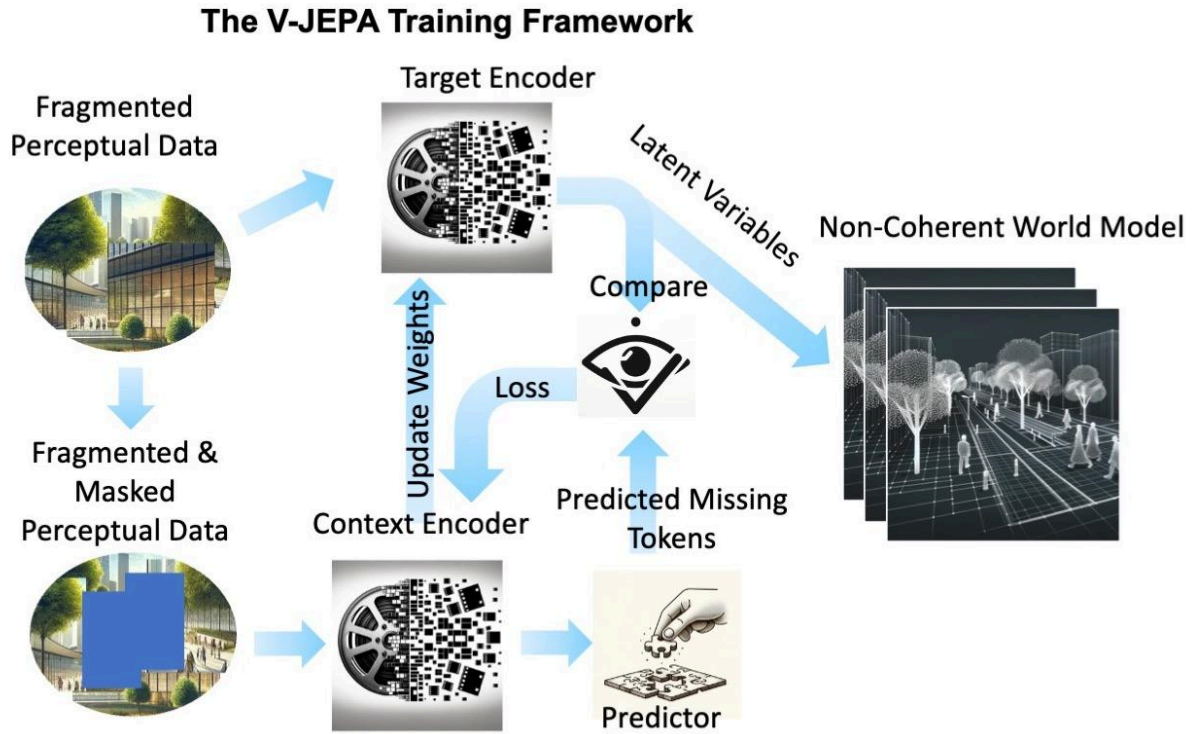 The V-JEPA Training Framework
Target Encoder
Fragmented
Perceptual Data
Latent Variables
Non-Coherent World Model
Compare
Update Weights
Loss
Fragmented &
Masked
Perceptual Data
Context Encoder
Predicted Missing
Tokens
Predictor